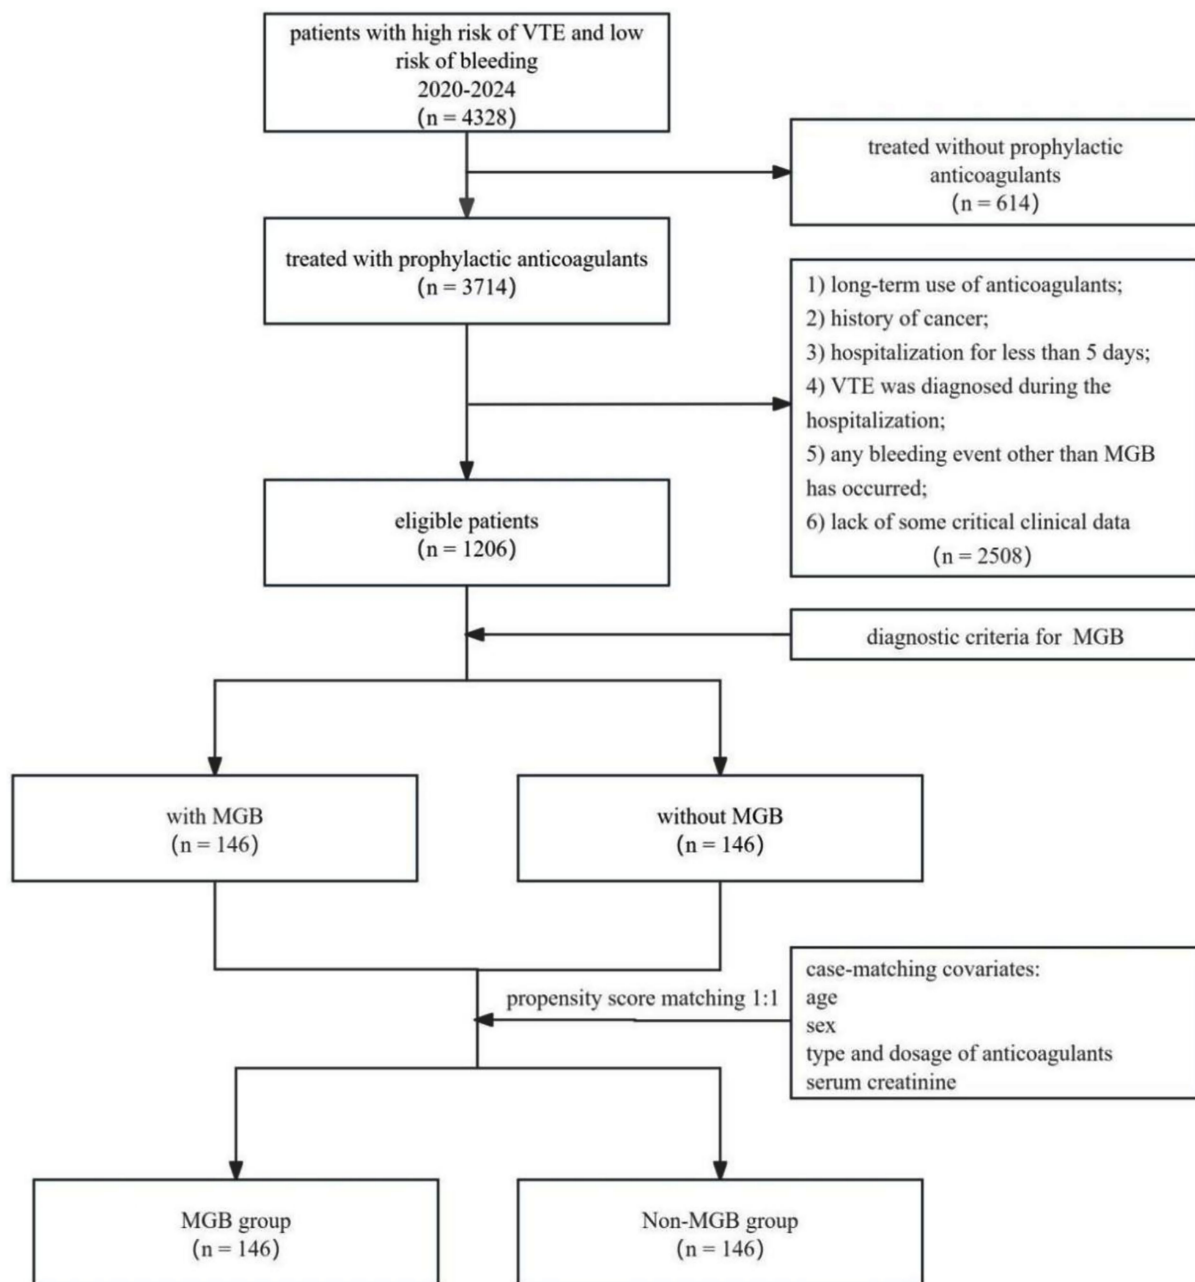 patients with high risk of VTE and low
risk of bleeding
2020-2024
(n = 4328)
treated without prophylactic
anticoagulants
(n = 614)
treated with prophylactic anticoagulants
(n = 3714)
1) long-term use of anticoagulants;
2) history of cancer;
3) hospitalization for less than 5 days;
4) VTE was diagnosed during the
hospitalization;
5) any bleeding event other than MGB
has occurred;
6) lack of some critical clinical data
(n = 2508)
eligible patients
(n = 1206)
diagnostic criteria for MGB
with MGB
(n = 146)
without MGB
(n = 146)
propensity score matching 1:1
case-matching covariates:
age
sex
type and dosage of anticoagulants
serum creatinine
MGB group
(n = 146)
Non-MGB group
(n = 146)